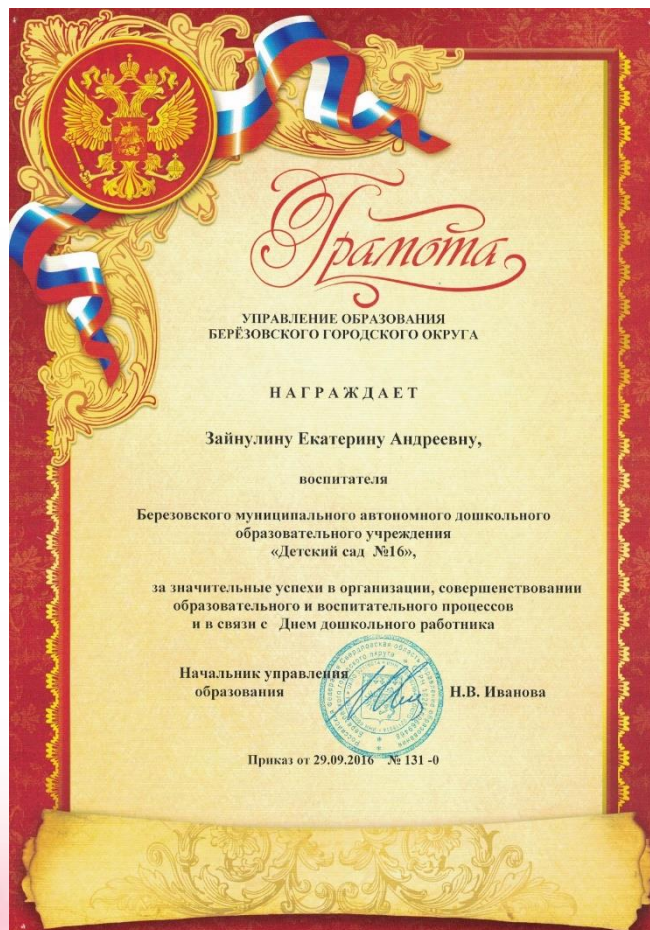 Грамота
УПРАВЛЕНИЕ ОБРАЗОВАНИЯ
БЕРЁЗОВСКОГО ГОРОДСКОГО ОКРУГА
НАГРАЖДАЕТ
Зайнулину Екатерину Андреевну,
воспитателя
Березовского муниципального автономного дошкольного
образовательного учреждения
«Детский сад №16»,
за значительные успехи в организации, совершенствовании
образовательного и воспитательного процессов
и в связи с Днем дошкольного работника
Начальник управления
образования
Н.В. Иванова
Приказ от 29.09.2016 № 131 -0